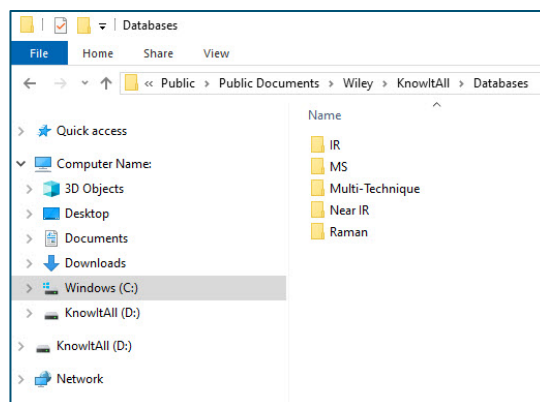 Databases
File Home Share View
« Public > Public Documents > Wiley > KnowItAll > Databases
Name
Quick access
Computer Name:
3D Objects
Desktop
Documents
Downloads
Windows (C:)
KnowItAll (D:)
KnowItAll (D:)
Network
IR
MS
Multi-Technique
Near IR
Raman